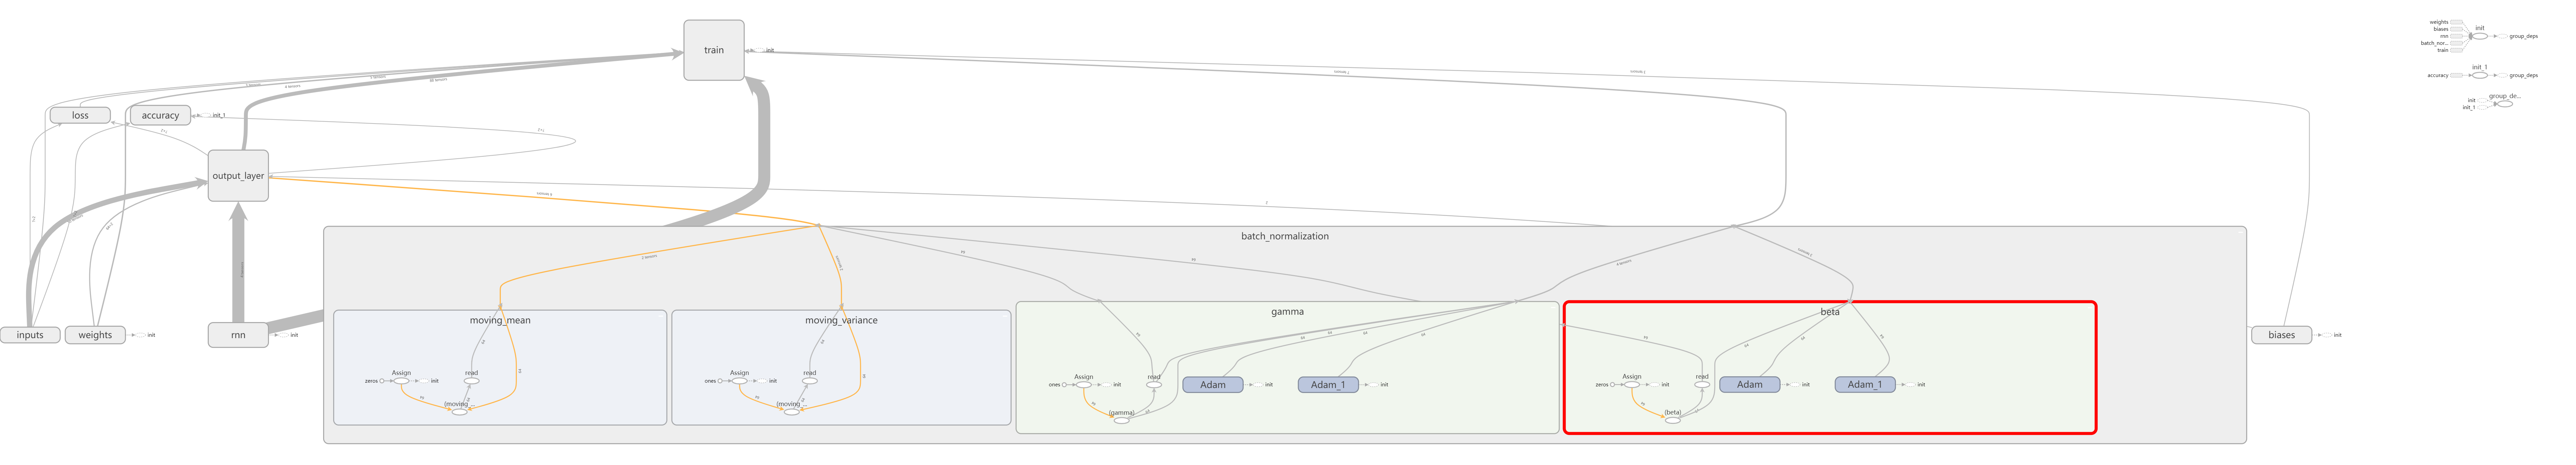 train
init
weights
biases
rnn
batch_nor...
train
init
group_deps
accuracy
init_1
group_deps
init
init_1
group_de...
loss
accuracy
init_1
output_layer
batch_normalization
inputs
weights
init
rnn
init
biases
init
moving_mean
zeros
Assign
init
read
(moving_...
moving_variance
ones
Assign
init
read
(moving_...
gamma
ones
Assign
init
read
(gamma)
Adam
init
Adam_1
init
beta
zeros
Assign
init
read
(beta)
Adam
init
Adam_1
init